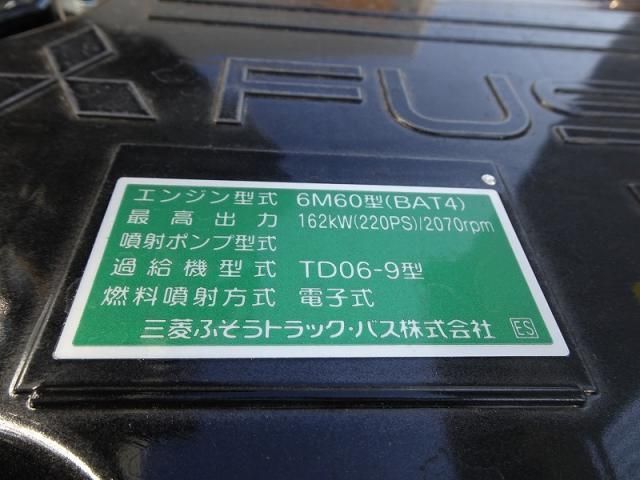 FUS
エンジン型式 6M60型(BAT4)
最高出力 162kW(220PS)/2070rpm
噴射ポンプ型式
過給機型式 TD06-9型
燃料噴射方式 電子式
三菱ふそうトラック・バス株式会社 ES